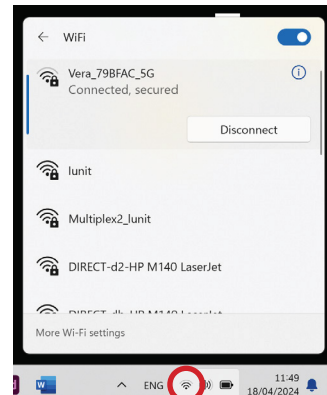 WiFi
Vera_79BFAC_5G
Connected, secured
Disconnect
lunit
Multiplex2_lunit
DIRECT-d2-HP M140 LaserJet
More Wi-Fi settings
ENG
11:49
18/04/2024